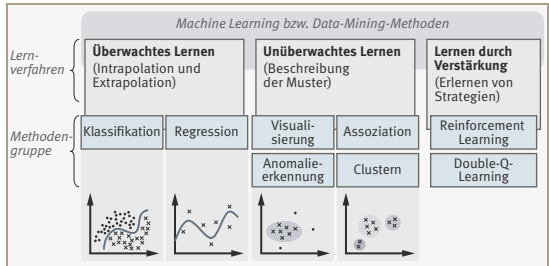 Machine Learning bzw. Data-Mining-Methoden
Lern-
verfahren
Überwachtes Lernen
(Intrapolation und
Extrapolation)
Unüberwachtes Lernen
(Beschreibung
der Muster)
Lernen durch
Verstärkung
(Erlernen von
Strategien)
Methoden-
gruppe
Klassifikation
Regression
Visuali-
sierung
Assoziation
Reinforcement
Learning
Anomalie-
erkennung
Clustern
Double-Q-
Learning